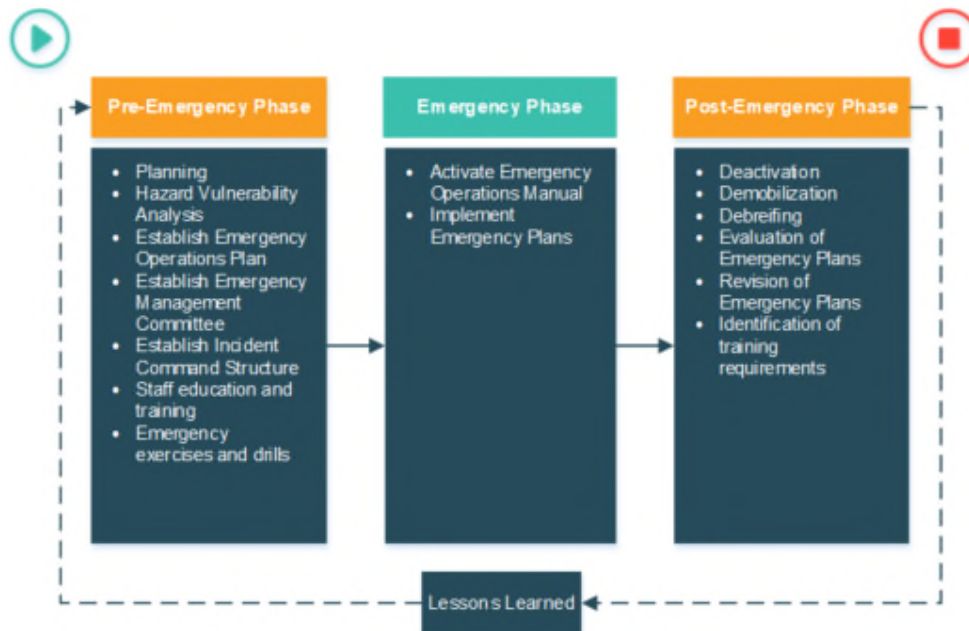 Pre-Emergency Phase
• Planning
• Hazard Vulnerability
Analysis
• Establish Emergency
Operations Plan
• Establish Emergency
Management
Committee
• Establish Incident
Command Structure
• Staff education and
training
• Emergency
exercises and drills
Emergency Phase
• Activate Emergency
Operations Manual
• Implement
Emergency Plans
Post-Emergency Phase
• Deactivation
• Demobilization
• Debreifing
• Evaluation of
Emergency Plans
• Revision of
Emergency Plans
• Identification of
training
requirements
Lessons Learned